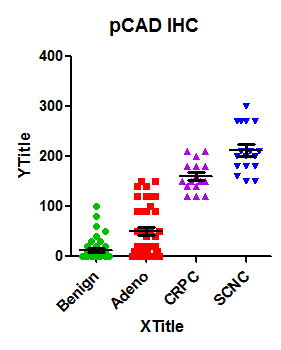 pCAD IHC
YTitle
400
300
200
100
0
Benign
Adeno
CRPC
SCNC
XTitle